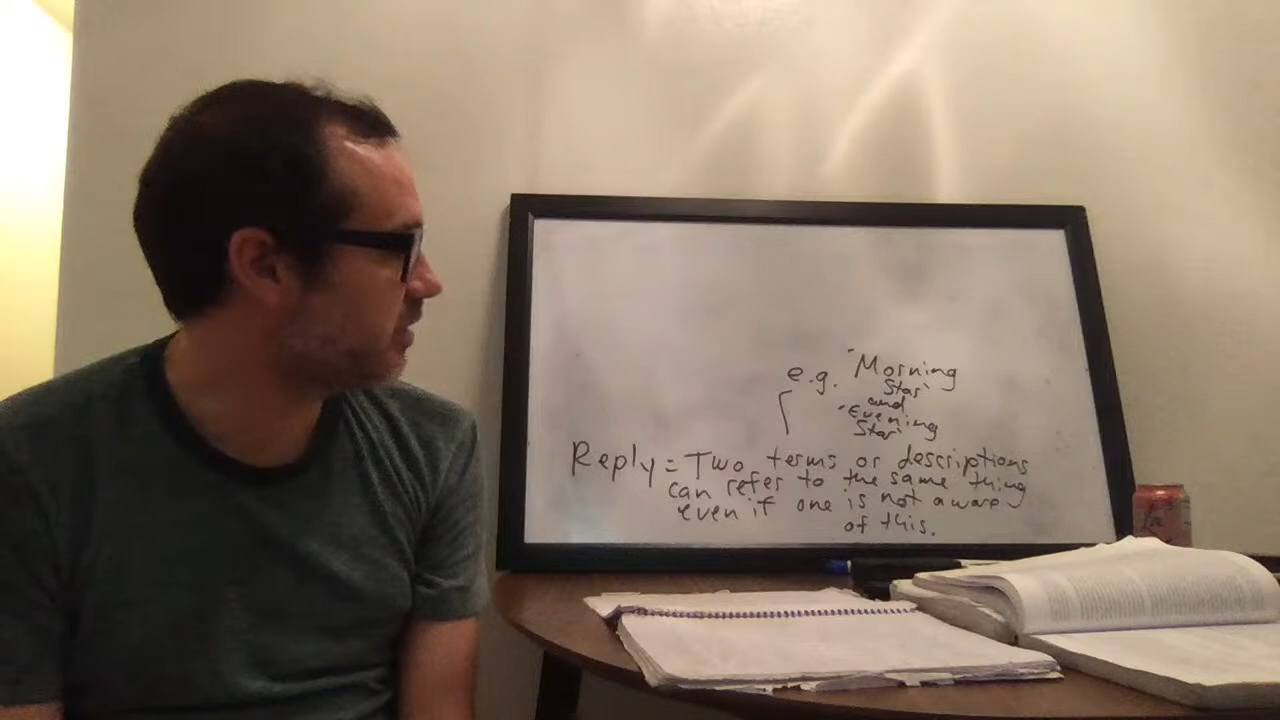 e.g. "Morning
Star"
and
"Evening
Star"
Reply = Two terms or descriptions
can refer to the same thing
even if one is not aware
of this.